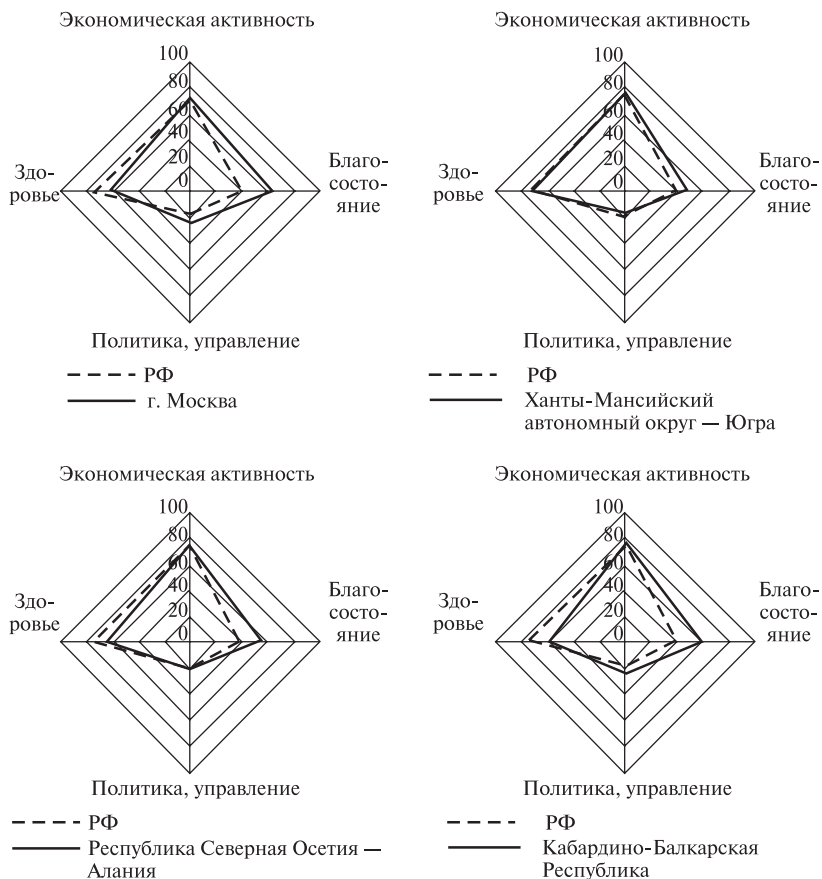 Экономическая активность
100
80
60
40
20
0
Здо-
ровье
Благо-
состо-
яние
Политика, управление
РФ
г. Москва
Экономическая активность
100
80
60
40
20
0
Здо-
ровье
Благо-
состо-
яние
Политика, управление
РФ
Ханты-Мансийский
автономный округ — Югра
Экономическая активность
100
80
60
40
20
0
Здо-
ровье
Благо-
состо-
яние
Политика, управление
РФ
Республика Северная Осетия —
Алания
Экономическая активность
100
80
60
40
20
0
Здо-
ровье
Благо-
состо-
яние
Политика, управление
РФ
Кабардино-Балкарская
Республика